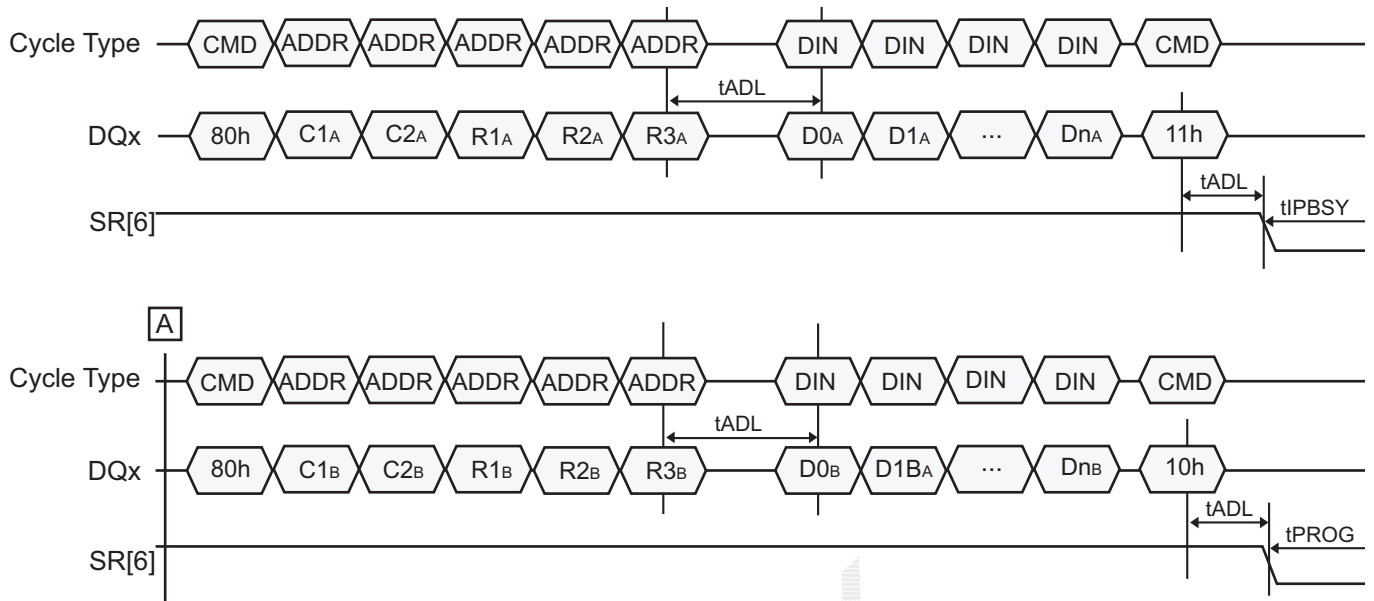 Cycle Type CMD ADDR ADDR ADDR ADDR ADDR DIN DIN DIN DIN CMD
tADL
DQx 80h C1A C2A R1A R2A R3A D0A D1A ... DnA 11h
tADL
SR[6] tIPBSY
A
Cycle Type CMD ADDR ADDR ADDR ADDR ADDR DIN DIN DIN DIN CMD
tADL
DQx 80h C1B C2B R1B R2B R3B D0B D1BA ... DnB 10h
tADL
tPROG
SR[6]